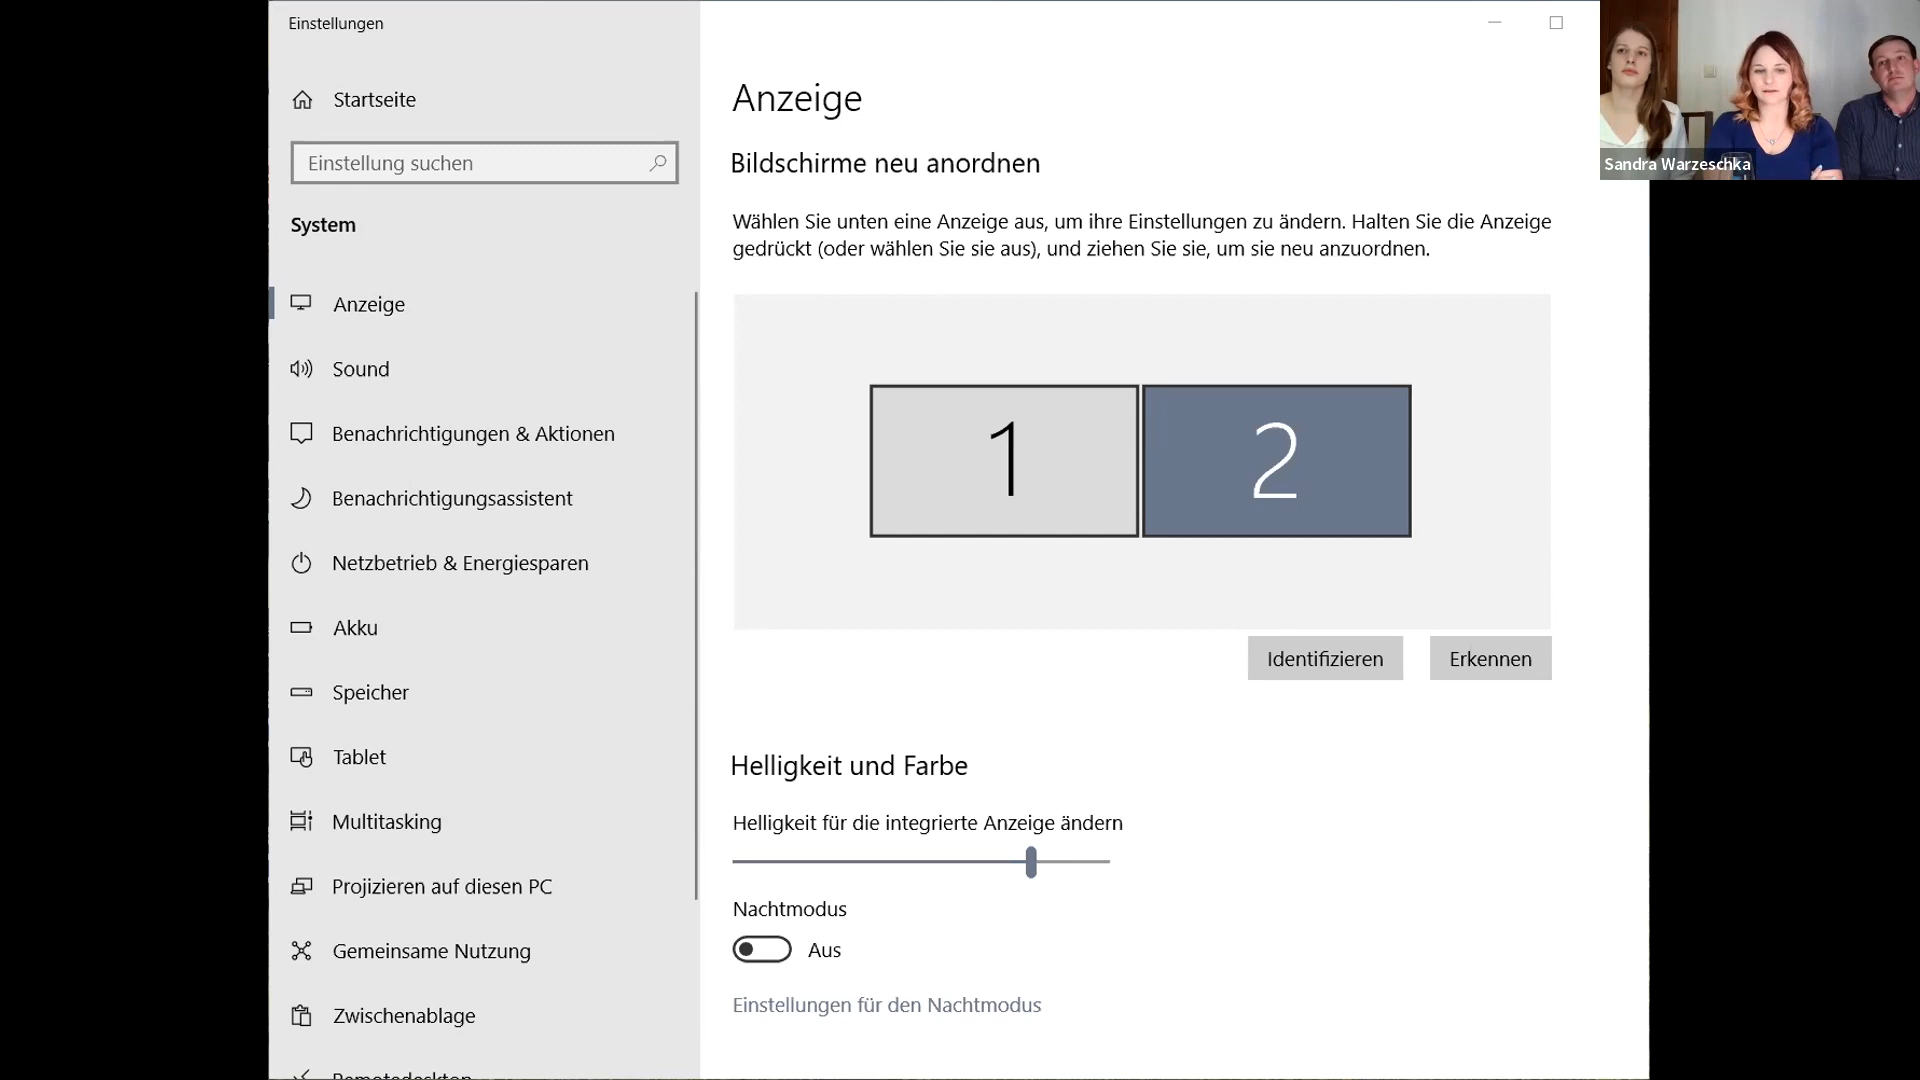 Einstellungen
Startseite
Einstellung suchen
System
Anzeige
Sound
Benachrichtigungen & Aktionen
Benachrichtigungsassistent
Netzbetrieb & Energiesparen
Akku
Speicher
Tablet
Multitasking
Projizieren auf diesen PC
Gemeinsame Nutzung
Zwischenablage
Remotedesktop
Anzeige
Bildschirme neu anordnen
Wählen Sie unten eine Anzeige aus, um ihre Einstellungen zu ändern. Halten Sie die Anzeige
gedrückt (oder wählen Sie sie aus), und ziehen Sie sie, um sie neu anzuordnen.
1
2
Identifizieren
Erkennen
Helligkeit und Farbe
Helligkeit für die integrierte Anzeige ändern
Nachtmodus
Aus
Einstellungen für den Nachtmodus
Sandra Warzeschka